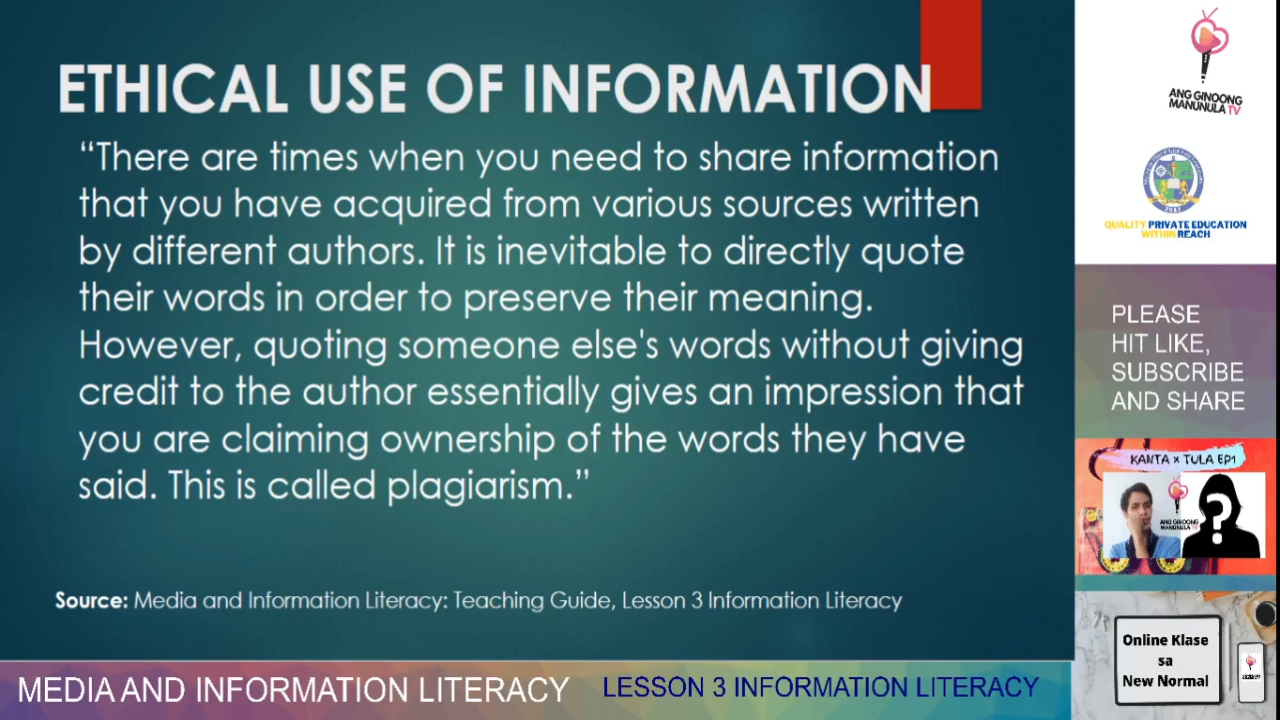 ETHICAL USE OF INFORMATION
“There are times when you need to share information
that you have acquired from various sources written
by different authors. It is inevitable to directly quote
their words in order to preserve their meaning.
However, quoting someone else's words without giving
credit to the author essentially gives an impression that
you are claiming ownership of the words they have
said. This is called plagiarism.”
Source: Media and Information Literacy: Teaching Guide, Lesson 3 Information Literacy
MEDIA AND INFORMATION LITERACY
LESSON 3 INFORMATION LITERACY
ANG GINOONG
MANUNULA TV
QUALITY PRIVATE EDUCATION
WITHIN REACH
PLEASE
HIT LIKE,
SUBSCRIBE
AND SHARE
KANTA x TULA EP1
ANG GINOONG
MANUNULA TV
?
Online Klase
sa
New Normal